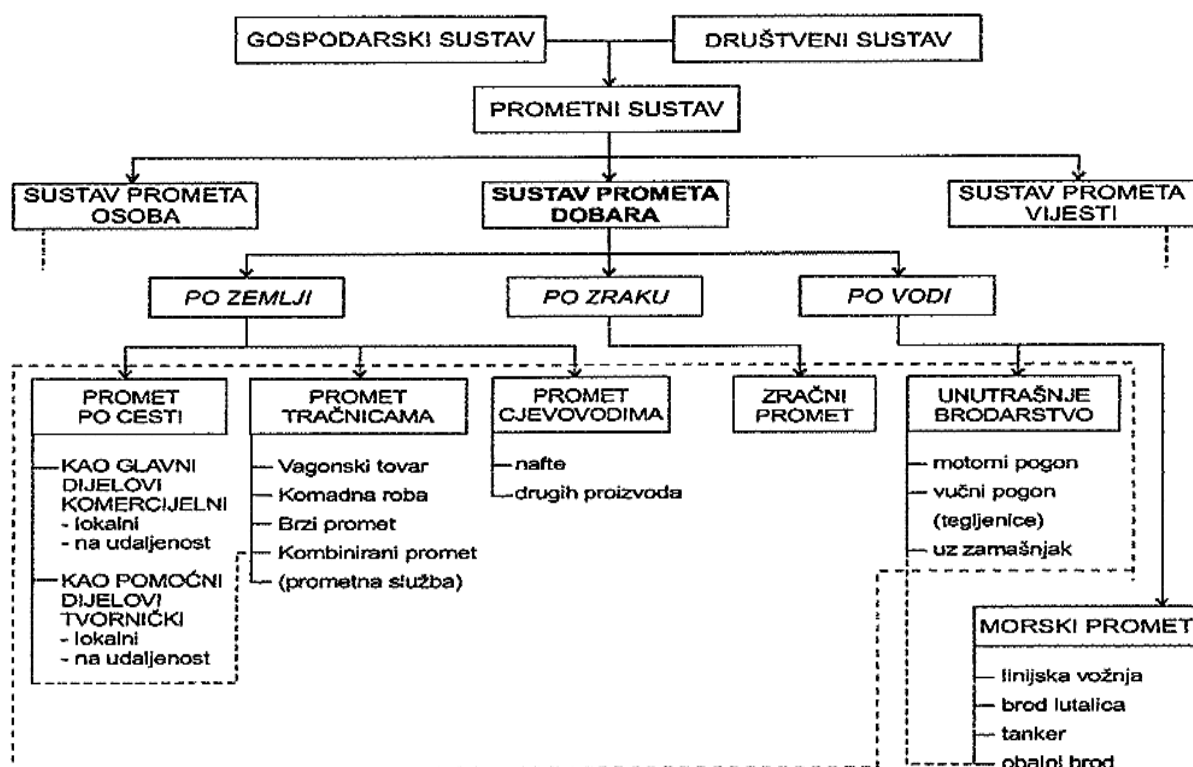 GOSPODARSKI SUSTAV
DRUŠTVENI SUSTAV
PROMETNI SUSTAV
SUSTAV PROMETA
OSOBA
SUSTAV PROMETA
DOBARA
SUSTAV PROMETA
VIJESTI
PO ZEMLJI
PO ZRAKU
PO VODI
PROMET
PO CESTI
KAO GLAVNI
DIJELOVI
KOMERCIJELNI
- lokalni
- na udaljenost
KAO POMOĆNI
DIJELOVI
TVORNIČKI
- lokalni
- na udaljenost
PROMET
TRAČNICAMA
Vagonski tovar
Komadna roba
Brzi promet
Kombinirani promet
(prometna služba)
PROMET
CJEVOVODIMA
nafte
drugih proizvoda
ZRAČNI
PROMET
UNUTRAŠNJE
BRODARSTVO
motorni pogon
vučni pogon
(tegljenice)
uz zamašnjak
MORSKI PROMET
linijska vožnja
brod lutalica
tanker
obalni brod